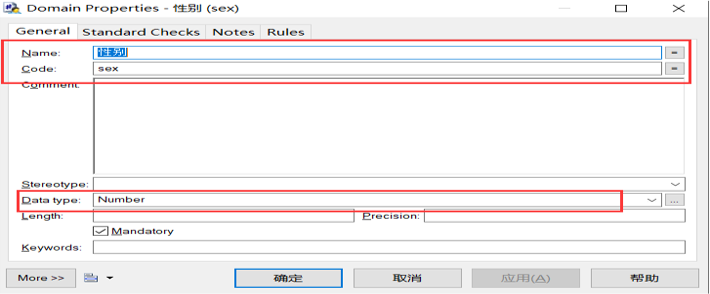 Domain Properties - 性别 (sex)
General Standard Checks Notes Rules
Name: 性别 =
Code: sex =
Comment:
Stereotype:
Data type: Number ...
Length: Precision:
Mandatory
Keywords:
More >> 确定 取消 应用(A) 帮助